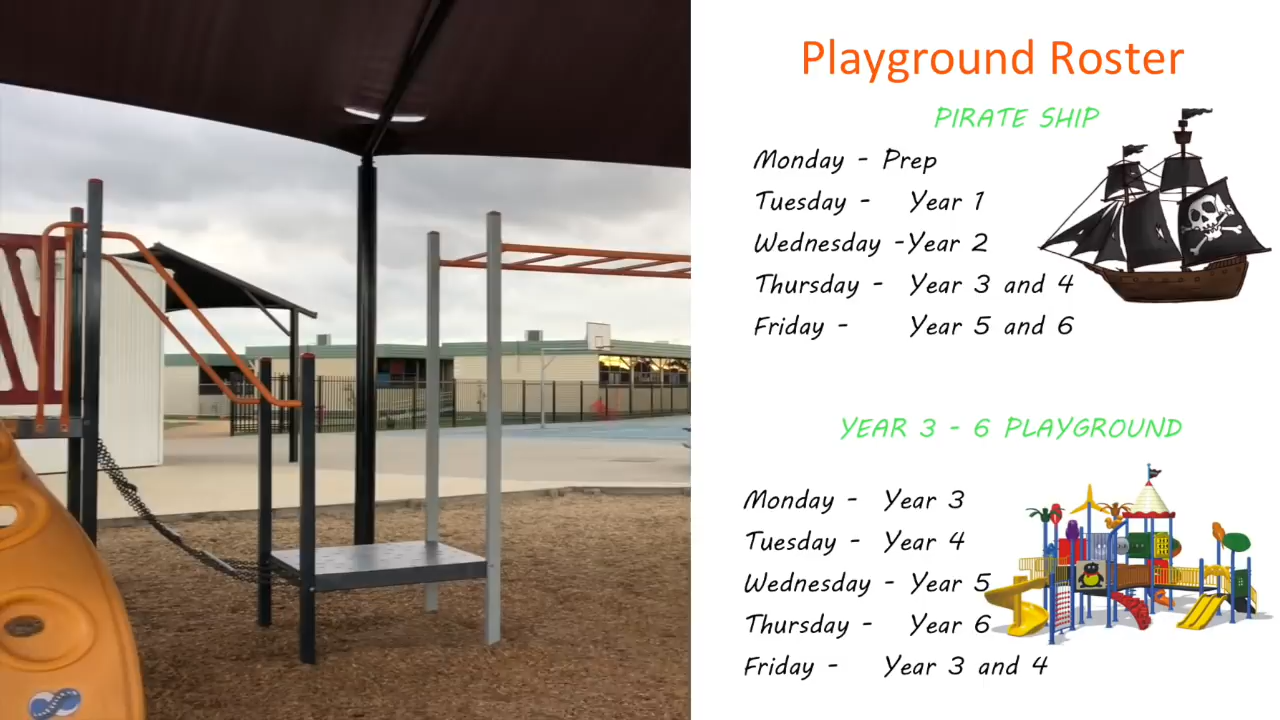 Playground Roster
PIRATE SHIP
Monday - Prep
Tuesday - Year 1
Wednesday -Year 2
Thursday - Year 3 and 4
Friday - Year 5 and 6
YEAR 3 - 6 PLAYGROUND
Monday - Year 3
Tuesday - Year 4
Wednesday - Year 5
Thursday - Year 6
Friday - Year 3 and 4